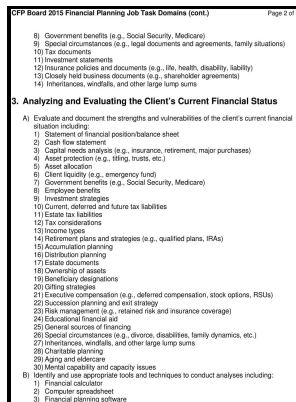 CFP Board 2015 Financial Planning Job Task Domains (cont.) Page 2 of
8) Government benefits (e.g., Social Security, Medicare)
9) Special circumstances (e.g., legal documents and agreements, family situations)
10) Tax documents
11) Investment statements
12) Insurance policies and documents (e.g., life, health, disability, liability)
13) Closely held business documents (e.g., shareholder agreements)
14) Inheritances, windfalls, and other large lump sums
3. Analyzing and Evaluating the Client's Current Financial Status
A) Evaluate and document the strengths and vulnerabilities of the client's current financial
situation including:
1) Statement of financial position/balance sheet
2) Cash flow statement
3) Capital needs analysis (e.g., insurance, retirement, major purchases)
4) Asset protection (e.g., titling, trusts, etc.)
5) Asset allocation
6) Client liquidity (e.g., emergency fund)
7) Government benefits (e.g., Social Security, Medicare)
8) Employee benefits
9) Investment strategies
10) Current, deferred and future tax liabilities
11) Estate tax liabilities
12) Tax considerations
13) Income types
14) Retirement plans and strategies (e.g., qualified plans, IRAs)
15) Accumulation planning
16) Distribution planning
17) Estate documents
18) Ownership of assets
19) Beneficiary designations
20) Gifting strategies
21) Executive compensation (e.g., deferred compensation, stock options, RSUs)
22) Succession planning and exit strategy
23) Risk management (e.g., retained risk and insurance coverage)
24) Educational financial aid
25) General sources of financing
26) Special circumstances (e.g., divorce, disabilities, family dynamics, etc.)
27) Inheritances, windfalls, and other large lump sums
28) Charitable planning
29) Aging and eldercare
30) Mental capability and capacity issues
B) Identify and use appropriate tools and techniques to conduct analyses including:
1) Financial calculator
2) Computer spreadsheet
3) Financial planning software